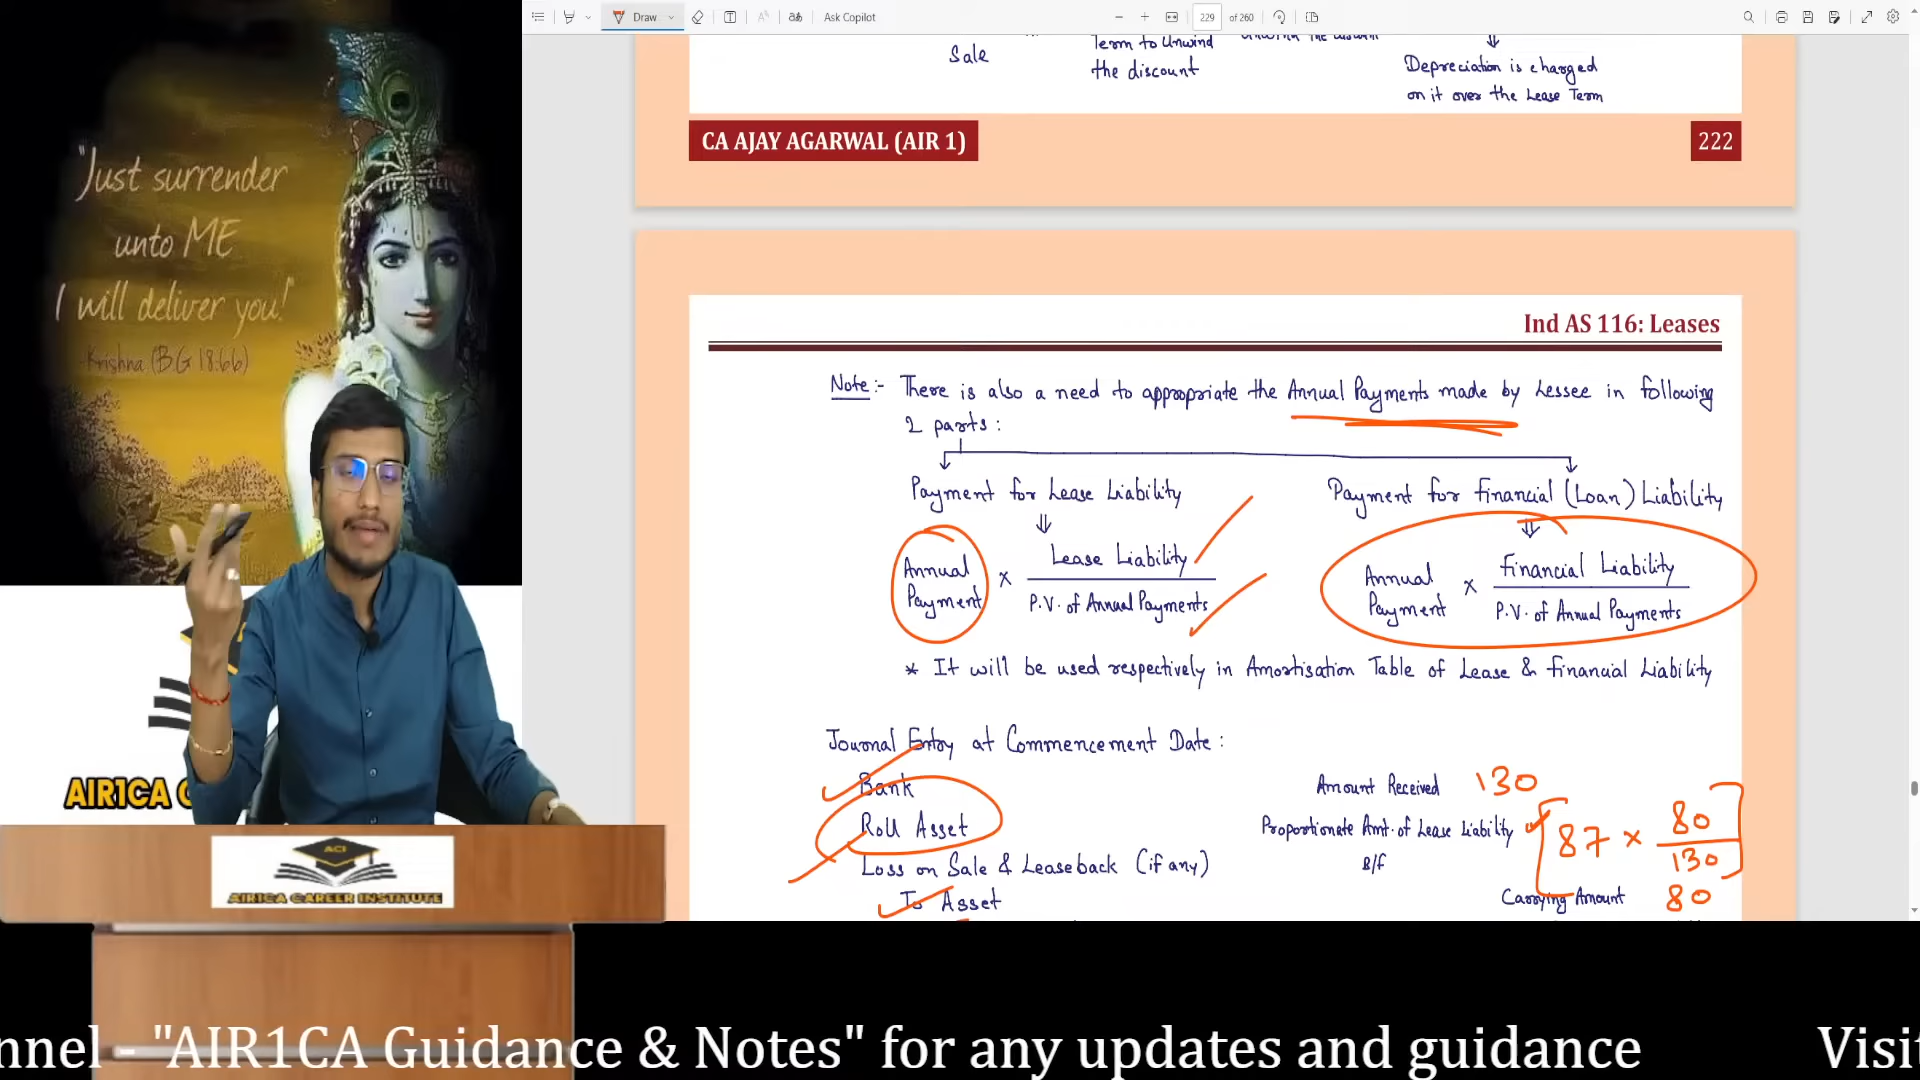 Draw
Ask Copilot
229 of 260
Sale
Term to Unwind
the discount
Depreciation is charged
on it over the Lease Term
CA AJAY AGARWAL (AIR 1)
222
"Just surrender
unto ME
I will deliver you!"
-Krishna (B.G 18:66)
Ind AS 116: Leases
Note:- There is also a need to appropriate the Annual Payments made by Lessee in following
2 parts:
Payment for Lease Liability
Payment for Financial (Loan) Liability
Annual Payment × Lease Liability / P.V. of Annual Payments
Annual Payment × Financial Liability / P.V. of Annual Payments
* It will be used respectively in Amortisation Table of Lease & Financial Liability
Journal Entry at Commencement Date:
Bank
Amount Received 130
RoU Asset
Proportionate Amt. of Lease Liability 87 × 80/130
Loss on Sale & Leaseback (if any)
B/f
To Asset
Carrying Amount 80
AIR1CA C
ACI
AIR1CA CAREER INSTITUTE
nnel - "AIR1CA Guidance & Notes" for any updates and guidance
Visit